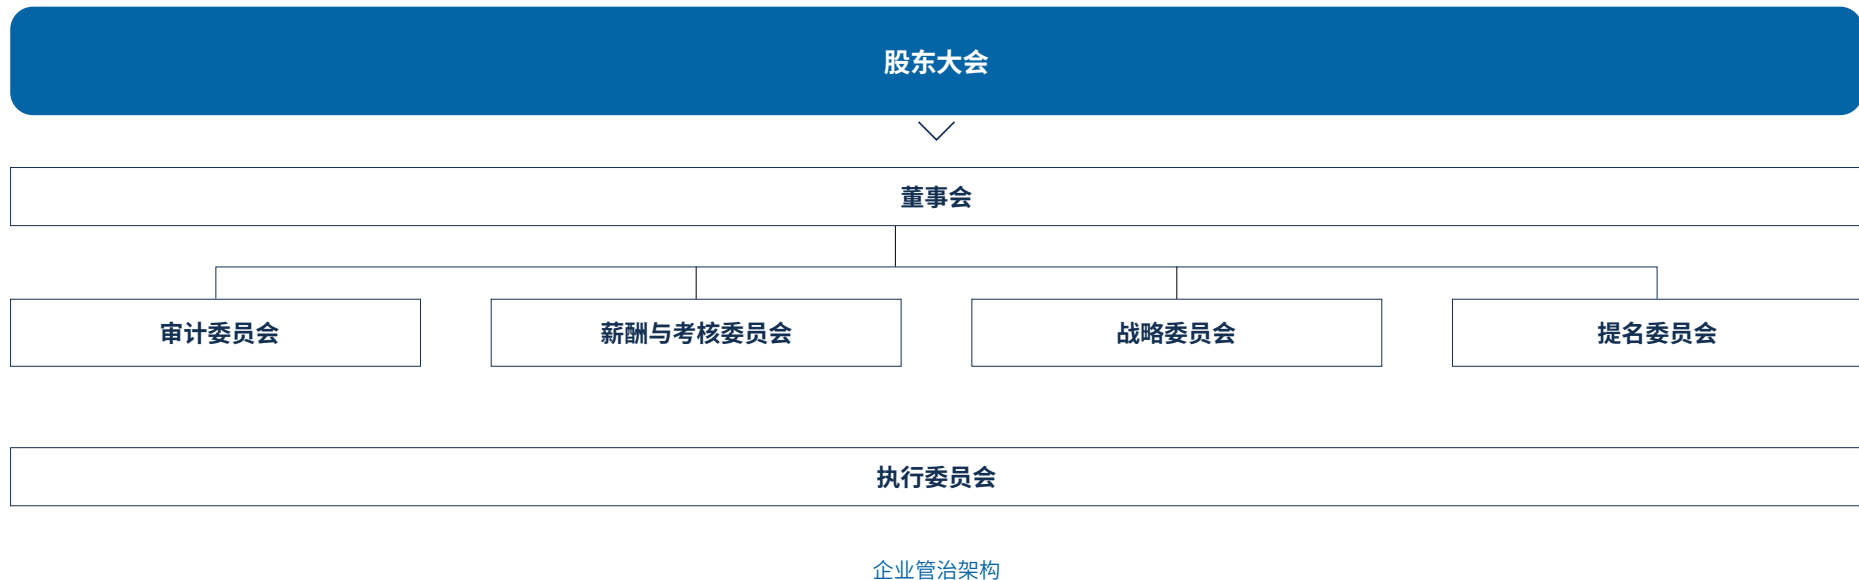 股东大会
董事会
审计委员会
薪酬与考核委员会
战略委员会
提名委员会
执行委员会
企业管治架构